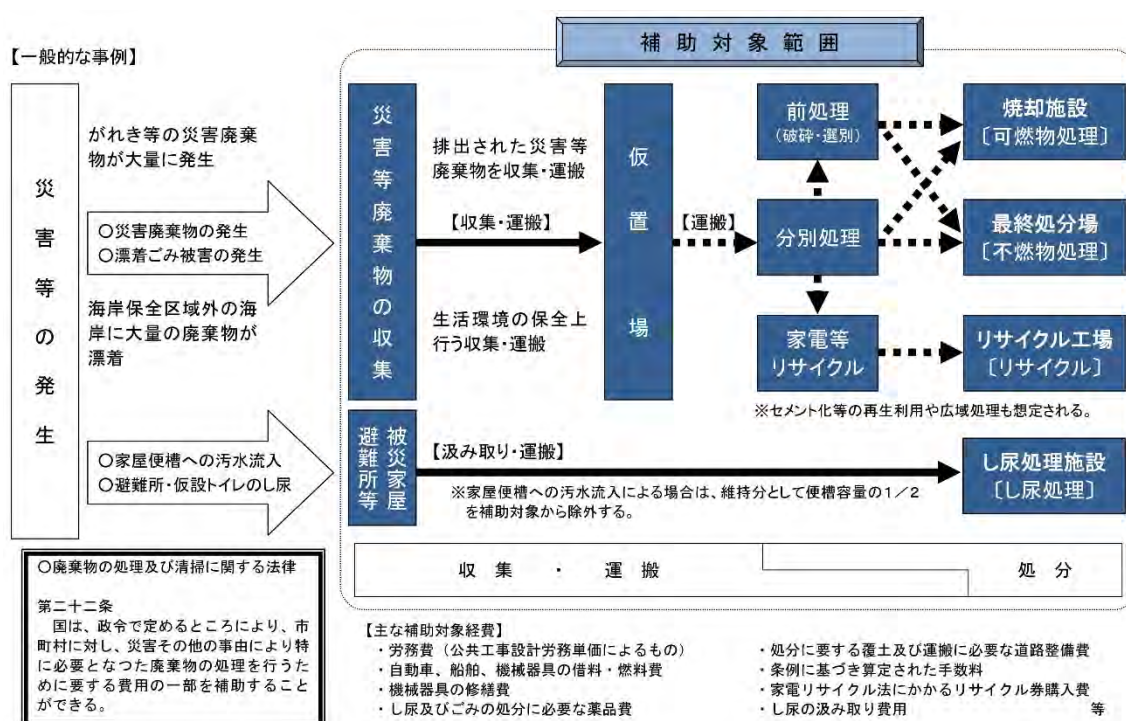 補助対象範囲
【一般的な事例】
災害等の発生
がれき等の災害廃棄
物が大量に発生
○災害廃棄物の発生
○漂着ごみ被害の発生
海岸保全区域外の海
岸に大量の廃棄物が
漂着
○家屋便槽への汚水流入
○避難所・仮設トイレのし尿
災害等廃棄物の収集
排出された災害等
廃棄物を収集・運搬
【収集・運搬】
生活環境の保全上
行う収集・運搬
仮置場
【運搬】
前処理
（破砕・選別）
分別処理
家電等
リサイクル
焼却施設
〔可燃物処理〕
最終処分場
〔不燃物処理〕
リサイクル工場
〔リサイクル〕
※セメント化等の再生利用や広域処理も想定される。
被災家屋
避難所等
【汲み取り・運搬】
※家屋便槽への汚水流入による場合は、維持分として便槽容量の１／２
を補助対象から除外する。
し尿処理施設
〔し尿処理〕
収集・運搬
処分
○廃棄物の処理及び清掃に関する法律
第二十二条
国は、政令で定めるところにより、市
町村に対し、災害その他の事由により特
に必要となつた廃棄物の処理を行う
ために要する費用の一部を補助すること
ができる。
【主な補助対象経費】
・労務費（公共工事設計労務単価によるもの）
・自動車、船舶、機械器具の借料・燃料費
・機械器具の修繕費
・し尿及びごみの処分に必要な薬品費
・処分に要する覆土及び運搬に必要な道路整備費
・条例に基づき算定された手数料
・家電リサイクル法にかかるリサイクル券購入費
・し尿の汲み取り費用 等